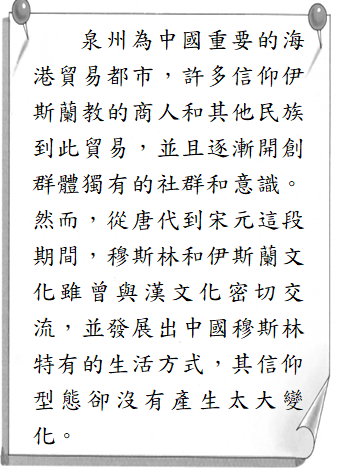 泉州為中國重要的海
港貿易都市，許多信仰伊
斯蘭教的商人和其他民族
到此貿易，並且逐漸開創
群體獨有的社群和意識。
然而，從唐代到宋元這段
期間，穆斯林和伊斯蘭文
化雖曾與漢文化密切交
流，並發展出中國穆斯林
特有的生活方式，其信仰
型態卻沒有產生太大變
化。